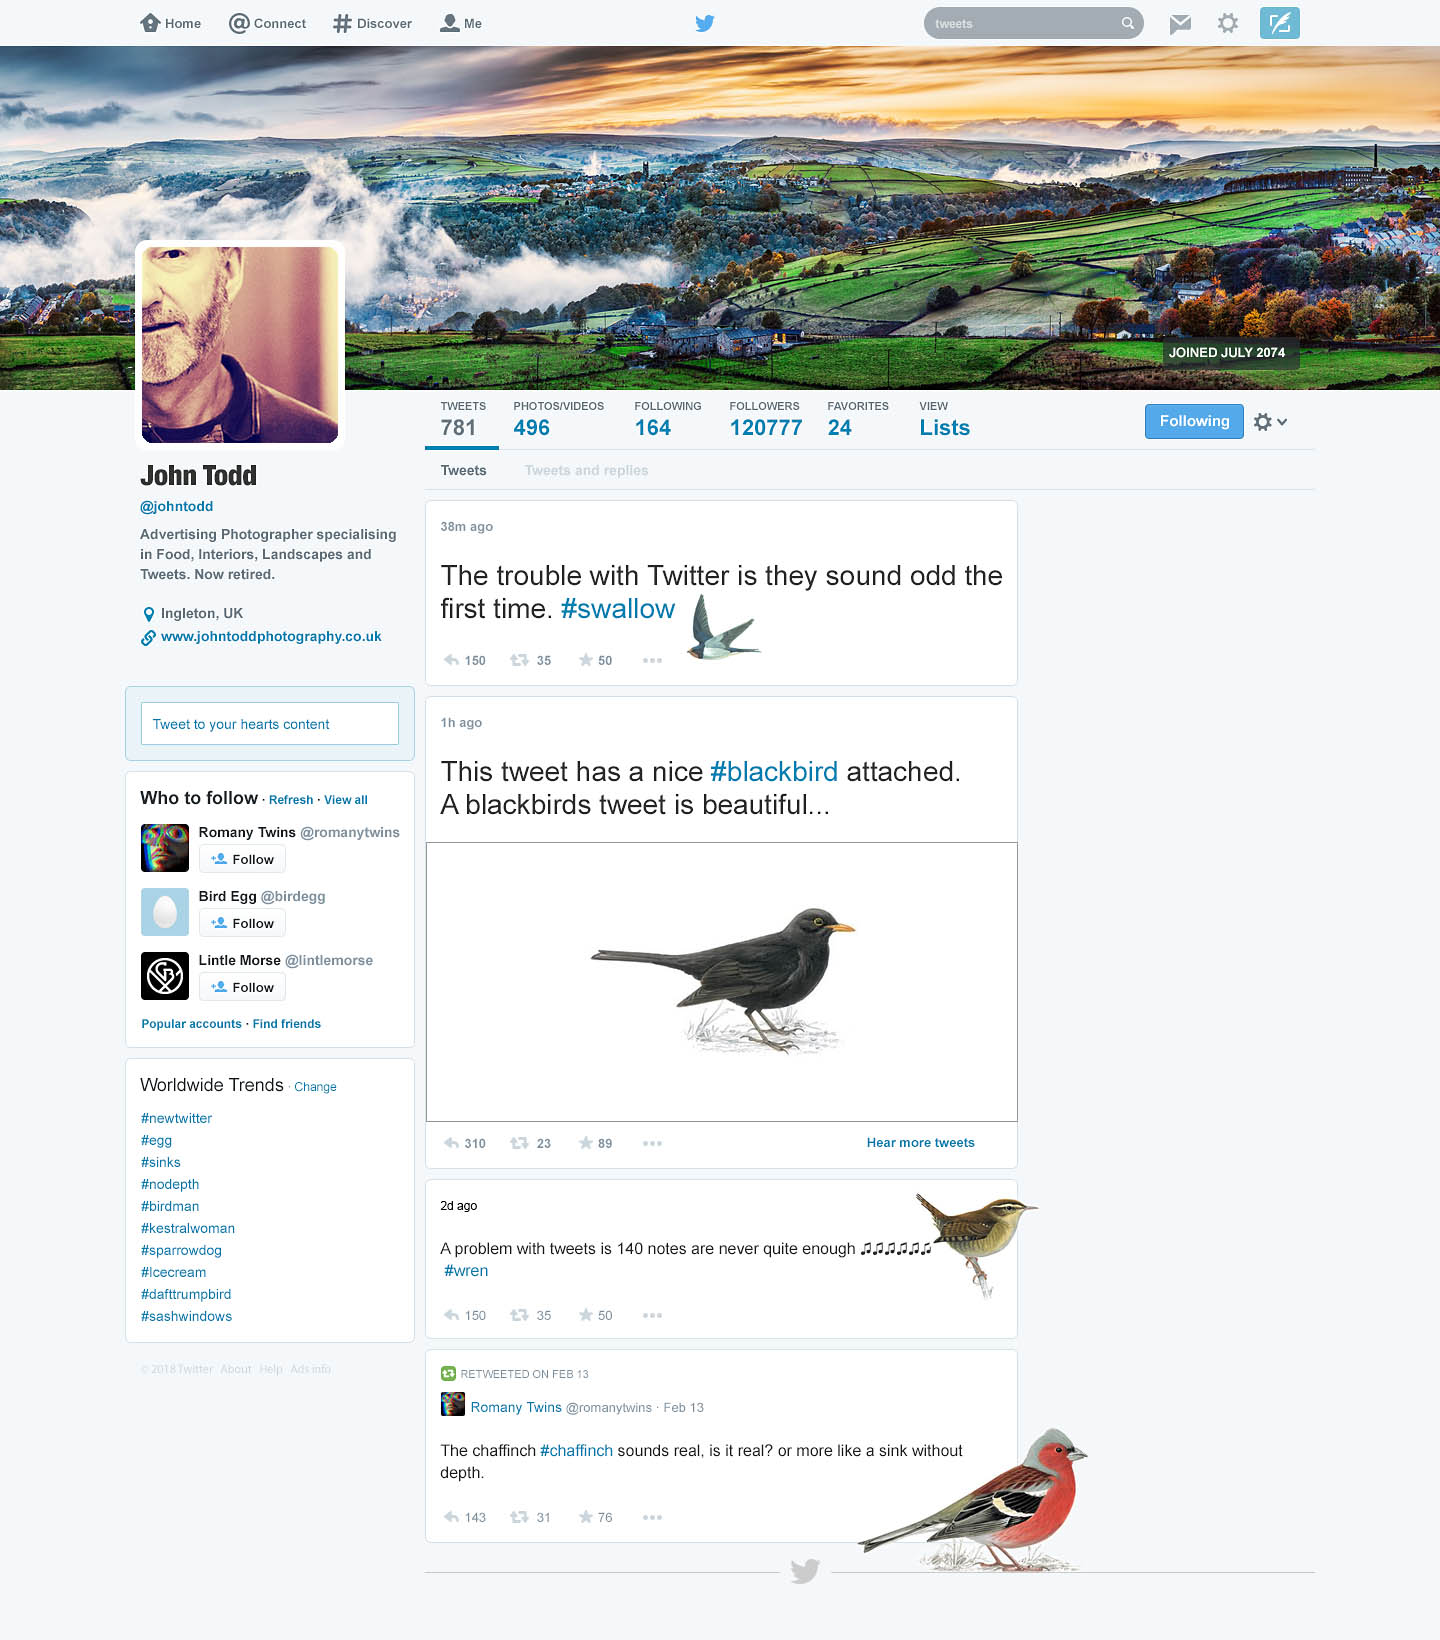 Home Connect Discover Me tweets
JOINED JULY 2074
TWEETS PHOTOS/VIDEOS FOLLOWING FOLLOWERS FAVORITES VIEW
781 496 164 120777 24 Lists Following
Tweets Tweets and replies
John Todd
@johntodd
Advertising Photographer specialising
in Food, Interiors, Landscapes and
Tweets. Now retired.
Ingleton, UK
www.johntoddphotography.co.uk
Tweet to your hearts content
Who to follow · Refresh · View all
Romany Twins @romanytwins
Follow
Bird Egg @birdegg
Follow
Lintle Morse @lintlemorse
Follow
Popular accounts · Find friends
Worldwide Trends · Change
#newtwitter
#egg
#sinks
#nodepth
#birdman
#kestralwoman
#sparrowdog
#Icecream
#dafttrumpbird
#sashwindows
© 2018 Twitter About Help Ads info
38m ago
The trouble with Twitter is they sound odd the
first time. #swallow
150 35 50
1h ago
This tweet has a nice #blackbird attached.
A blackbirds tweet is beautiful...
310 23 89 Hear more tweets
2d ago
A problem with tweets is 140 notes are never quite enough ♫♫♫♫♫♫
#wren
150 35 50
RETWEETED ON FEB 13
Romany Twins @romanytwins · Feb 13
The chaffinch #chaffinch sounds real, is it real? or more like a sink without
depth.
143 31 76